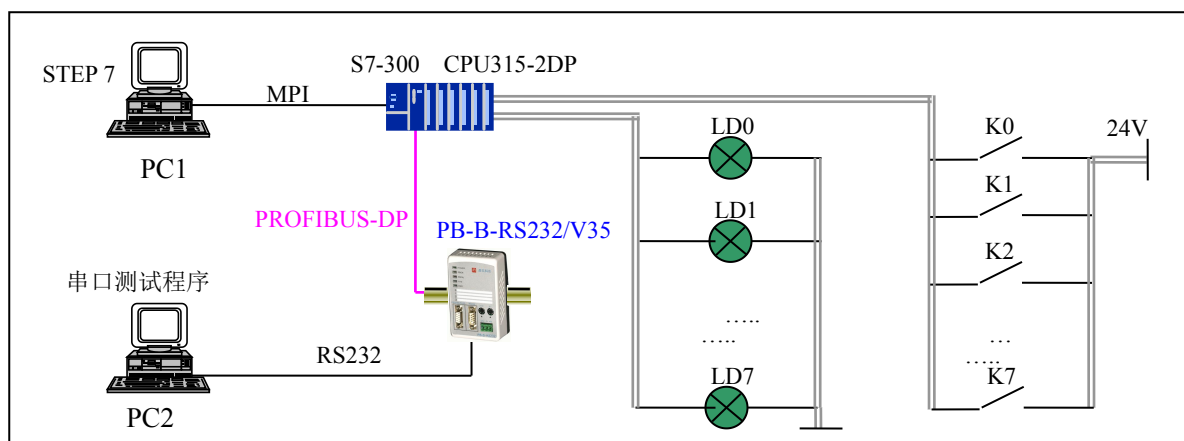 STEP 7
S7-300 CPU315-2DP
MPI
PC1
LD0
K0
24V
K1
LD1
PROFIBUS-DP
PB-B-RS232/V35
K2
串口测试程序
…..
…..
…
…..
RS232
LD7
K7
PC2